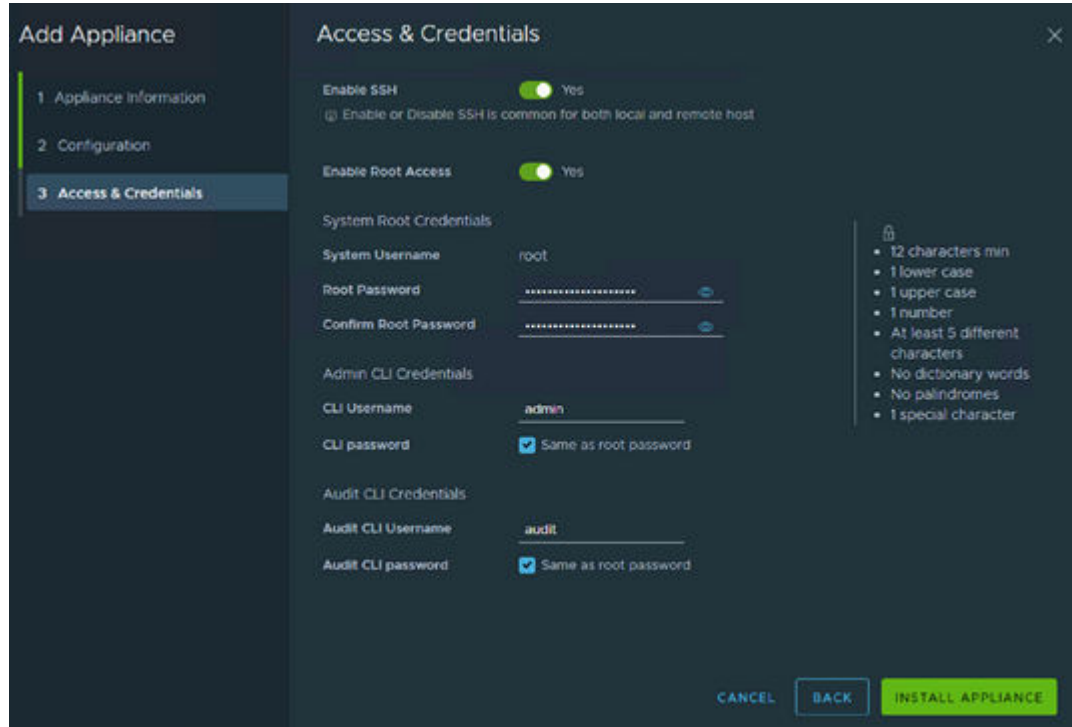 Add Appliance
1 Appliance Information
2 Configuration
3 Access & Credentials
Access & Credentials
Enable SSH Yes
Enable or Disable SSH is common for both local and remote host
Enable Root Access Yes
System Root Credentials
System Username root
Root Password
Confirm Root Password
Admin CLI Credentials
CLI Username admin
CLI password Same as root password
Audit CLI Credentials
Audit CLI Username audit
Audit CLI password Same as root password
• 12 characters min
• 1 lower case
• 1 upper case
• 1 number
• At least 5 different
characters
• No dictionary words
• No palindromes
• 1 special character
CANCEL BACK INSTALL APPLIANCE